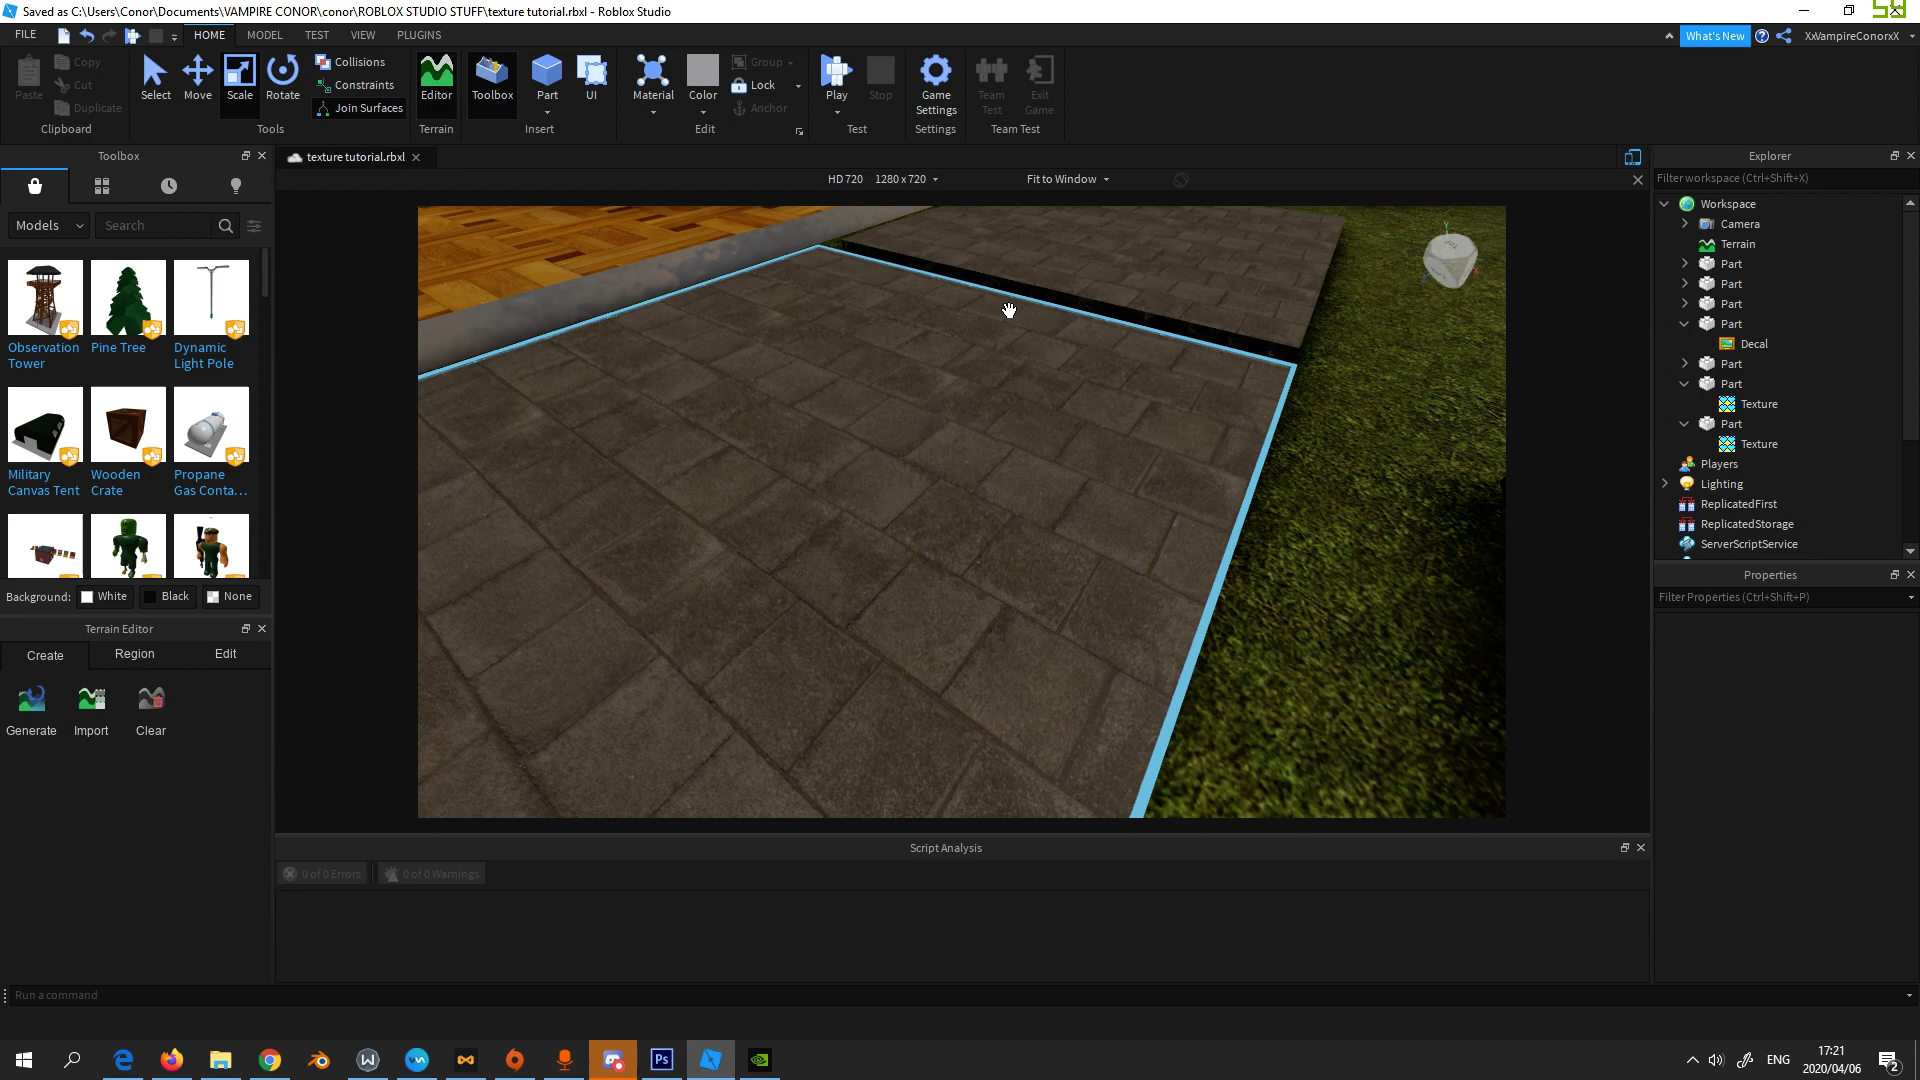 Saved as C:\Users\Conor\Documents\VAMPIRE CONOR\conor\ROBLOX STUDIO STUFF\texture tutorial.rbxl - Roblox Studio
FILE HOME MODEL TEST VIEW PLUGINS What's New XxVampireConorxX
Paste Copy Cut Duplicate Select Move Scale Rotate Collisions Constraints Join Surfaces Editor Toolbox Part UI Material Color Group Lock Anchor Play Stop Game Settings Team Test Exit Game
Clipboard Tools Terrain Insert Edit Test Settings Team Test
Toolbox
Models Search
Observation Tower
Pine Tree
Dynamic Light Pole
Military Canvas Tent
Wooden Crate
Propane Gas Conta...
Background: White Black None
Terrain Editor
Create Region Edit
Generate Import Clear
texture tutorial.rbxl
HD 720 1280 x 720 Fit to Window
Script Analysis
0 of 0 Errors 0 of 0 Warnings
Explorer
Filter workspace (Ctrl+Shift+X)
Workspace
Camera
Terrain
Part
Part
Part
Part
Decal
Part
Part
Texture
Part
Texture
Players
Lighting
ReplicatedFirst
ReplicatedStorage
ServerScriptService
Properties
Filter Properties (Ctrl+Shift+P)
Run a command
ENG
17:21
2020/04/06
2